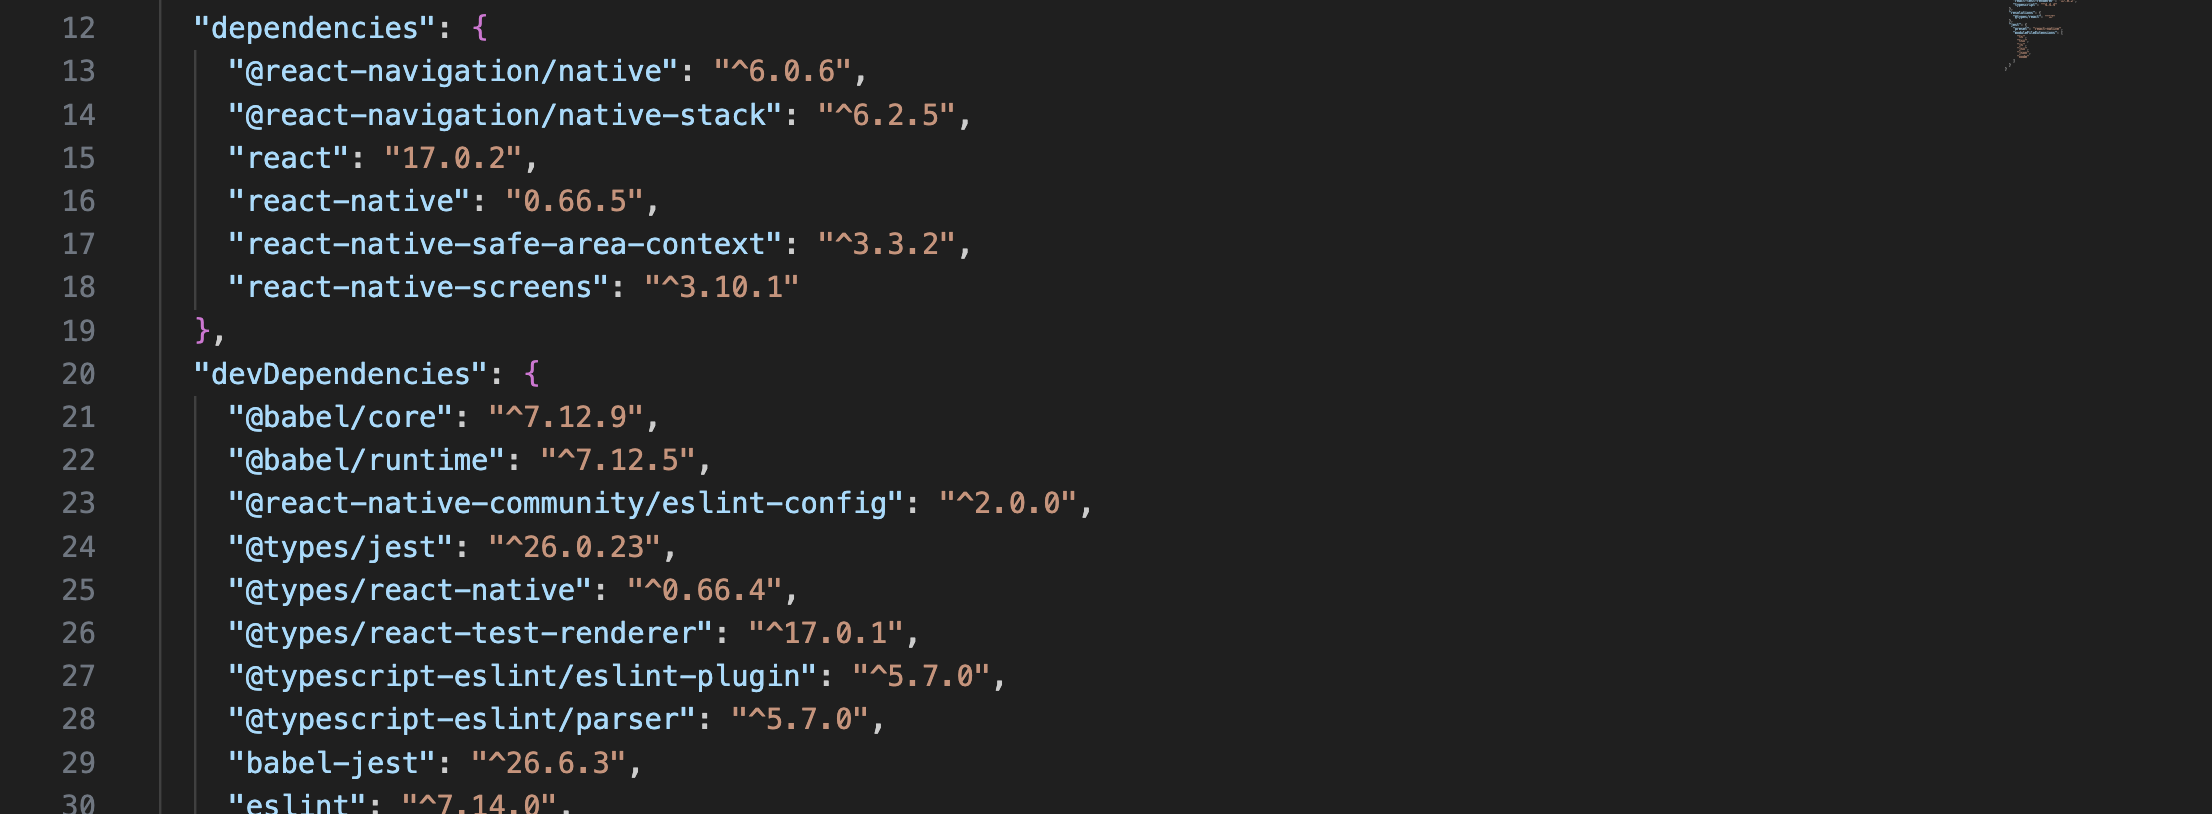 12 "dependencies": {
13 "@react-navigation/native": "^6.0.6",
14 "@react-navigation/native-stack": "^6.2.5",
15 "react": "17.0.2",
16 "react-native": "0.66.5",
17 "react-native-safe-area-context": "^3.3.2",
18 "react-native-screens": "^3.10.1"
19 },
20 "devDependencies": {
21 "@babel/core": "^7.12.9",
22 "@babel/runtime": "^7.12.5",
23 "@react-native-community/eslint-config": "^2.0.0",
24 "@types/jest": "^26.0.23",
25 "@types/react-native": "^0.66.4",
26 "@types/react-test-renderer": "^17.0.1",
27 "@typescript-eslint/eslint-plugin": "^5.7.0",
28 "@typescript-eslint/parser": "^5.7.0",
29 "babel-jest": "^26.6.3",
30 "eslint": "^7.14.0",